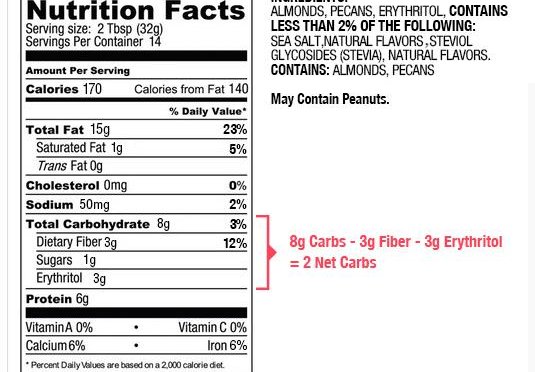 Nutrition Facts
Serving size: 2 Tbsp (32g)
Servings Per Container 14
Amount Per Serving
Calories 170 Calories from Fat 140
% Daily Value*
Total Fat 15g 23%
Saturated Fat 1g 5%
Trans Fat 0g
Cholesterol 0mg 0%
Sodium 50mg 2%
Total Carbohydrate 8g 3%
Dietary Fiber 3g 12%
Sugars 1g
Erythritol 3g
Protein 6g
Vitamin A 0% • Vitamin C 0%
Calcium 6% • Iron 6%
* Percent Daily Values are based on a 2,000 calorie diet.
ALMONDS, PECANS, ERYTHRITOL, CONTAINS
LESS THAN 2% OF THE FOLLOWING:
SEA SALT,NATURAL FLAVORS ,STEVIOL
GLYCOSIDES (STEVIA), NATURAL FLAVORS.
CONTAINS: ALMONDS, PECANS
May Contain Peanuts.
8g Carbs - 3g Fiber - 3g Erythritol
= 2 Net Carbs